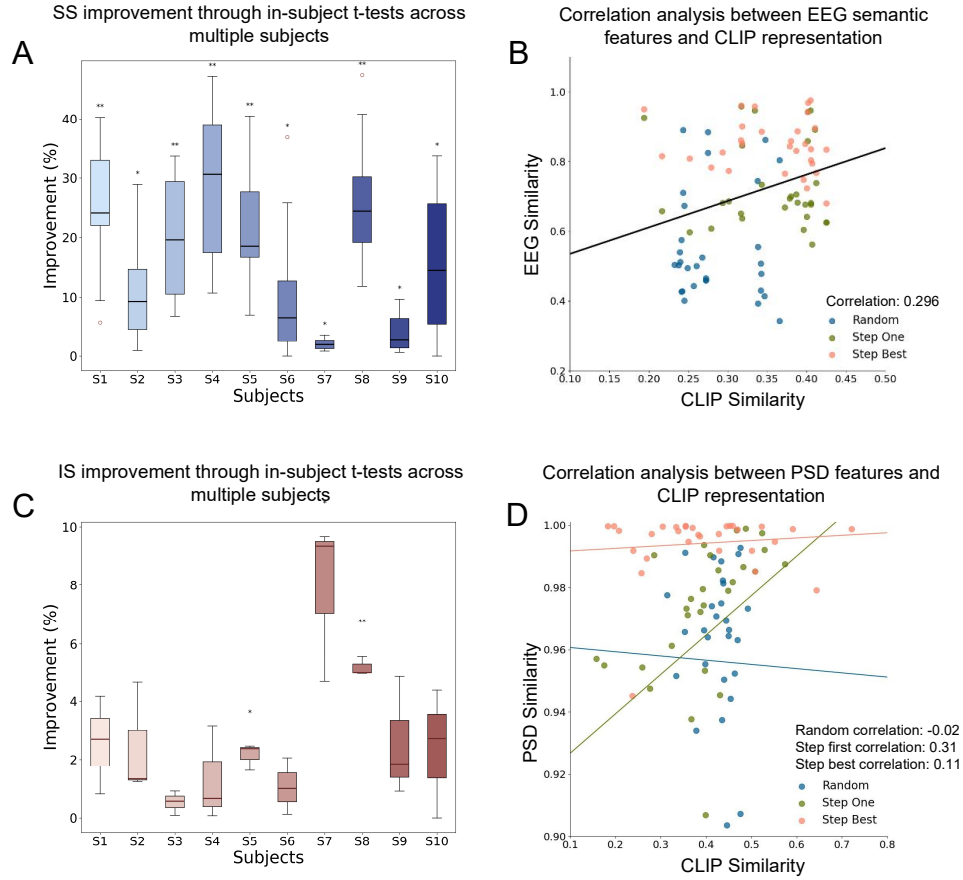 SS improvement through in-subject t-tests across
multiple subjects
A
Improvement (%)
40
30
20
10
0
**
*
**
**
**
*
*
**
*
*
S1 S2 S3 S4 S5 S6 S7 S8 S9 S10
Subjects
Correlation analysis between EEG semantic
features and CLIP representation
B
EEG Similarity
1.0
0.8
0.6
0.4
0.2
Correlation: 0.296
Random
Step One
Step Best
0.10 0.15 0.20 0.25 0.30 0.35 0.40 0.45 0.50
CLIP Similarity
IS improvement through in-subject t-tests across
multiple subjects
C
Improvement (%)
10
8
6
4
2
0
*
**
S1 S2 S3 S4 S5 S6 S7 S8 S9 S10
Subjects
Correlation analysis between PSD features and
CLIP representation
D
PSD Similarity
1.00
0.98
0.96
0.94
0.92
0.90
Random correlation: -0.02
Step first correlation: 0.31
Step best correlation: 0.11
Random
Step One
Step Best
0.1 0.2 0.3 0.4 0.5 0.6 0.7 0.8
CLIP Similarity